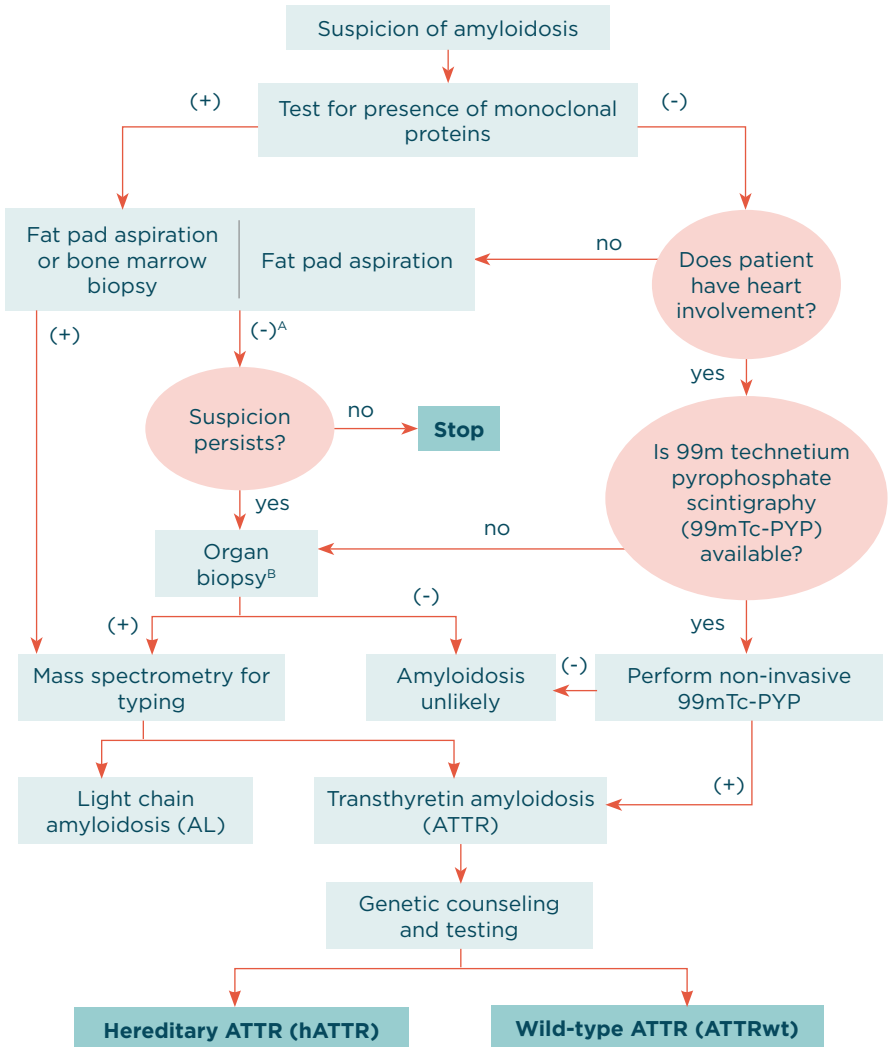 Suspicion of amyloidosis
(+)
(-)
Test for presence of monoclonal
proteins
Fat pad aspiration
or bone marrow
biopsy
Fat pad aspiration
no
Does patient
have heart
involvement?
(+)
(-)ᴬ
yes
Suspicion
persists?
no
Stop
Is 99m technetium
pyrophosphate
scintigraphy
(99mTc-PYP)
available?
yes
no
Organ
biopsyᴮ
(+)
(-)
yes
Mass spectrometry for
typing
Amyloidosis
unlikely
(-)
Perform non-invasive
99mTc-PYP
Light chain
amyloidosis (AL)
Transthyretin amyloidosis
(ATTR)
(+)
Genetic counseling
and testing
Hereditary ATTR (hATTR)
Wild-type ATTR (ATTRwt)